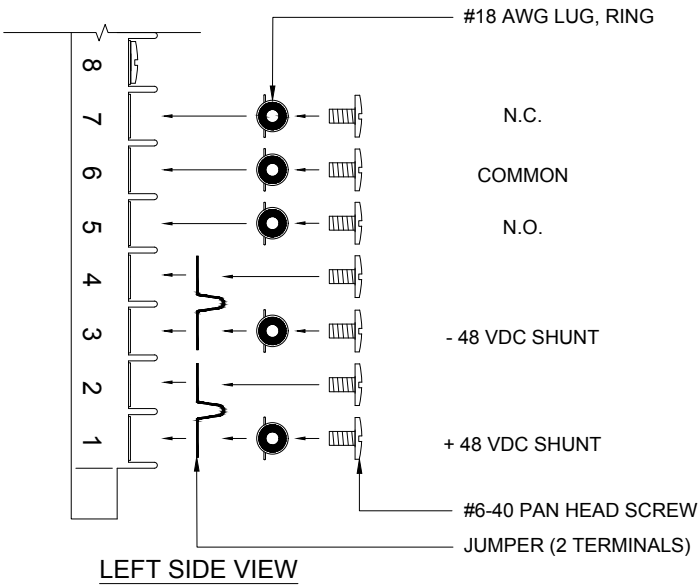 #18 AWG LUG, RING
8
7
N.C.
6
COMMON
5
N.O.
4
3
- 48 VDC SHUNT
2
1
+ 48 VDC SHUNT
#6-40 PAN HEAD SCREW
JUMPER (2 TERMINALS)
LEFT SIDE VIEW